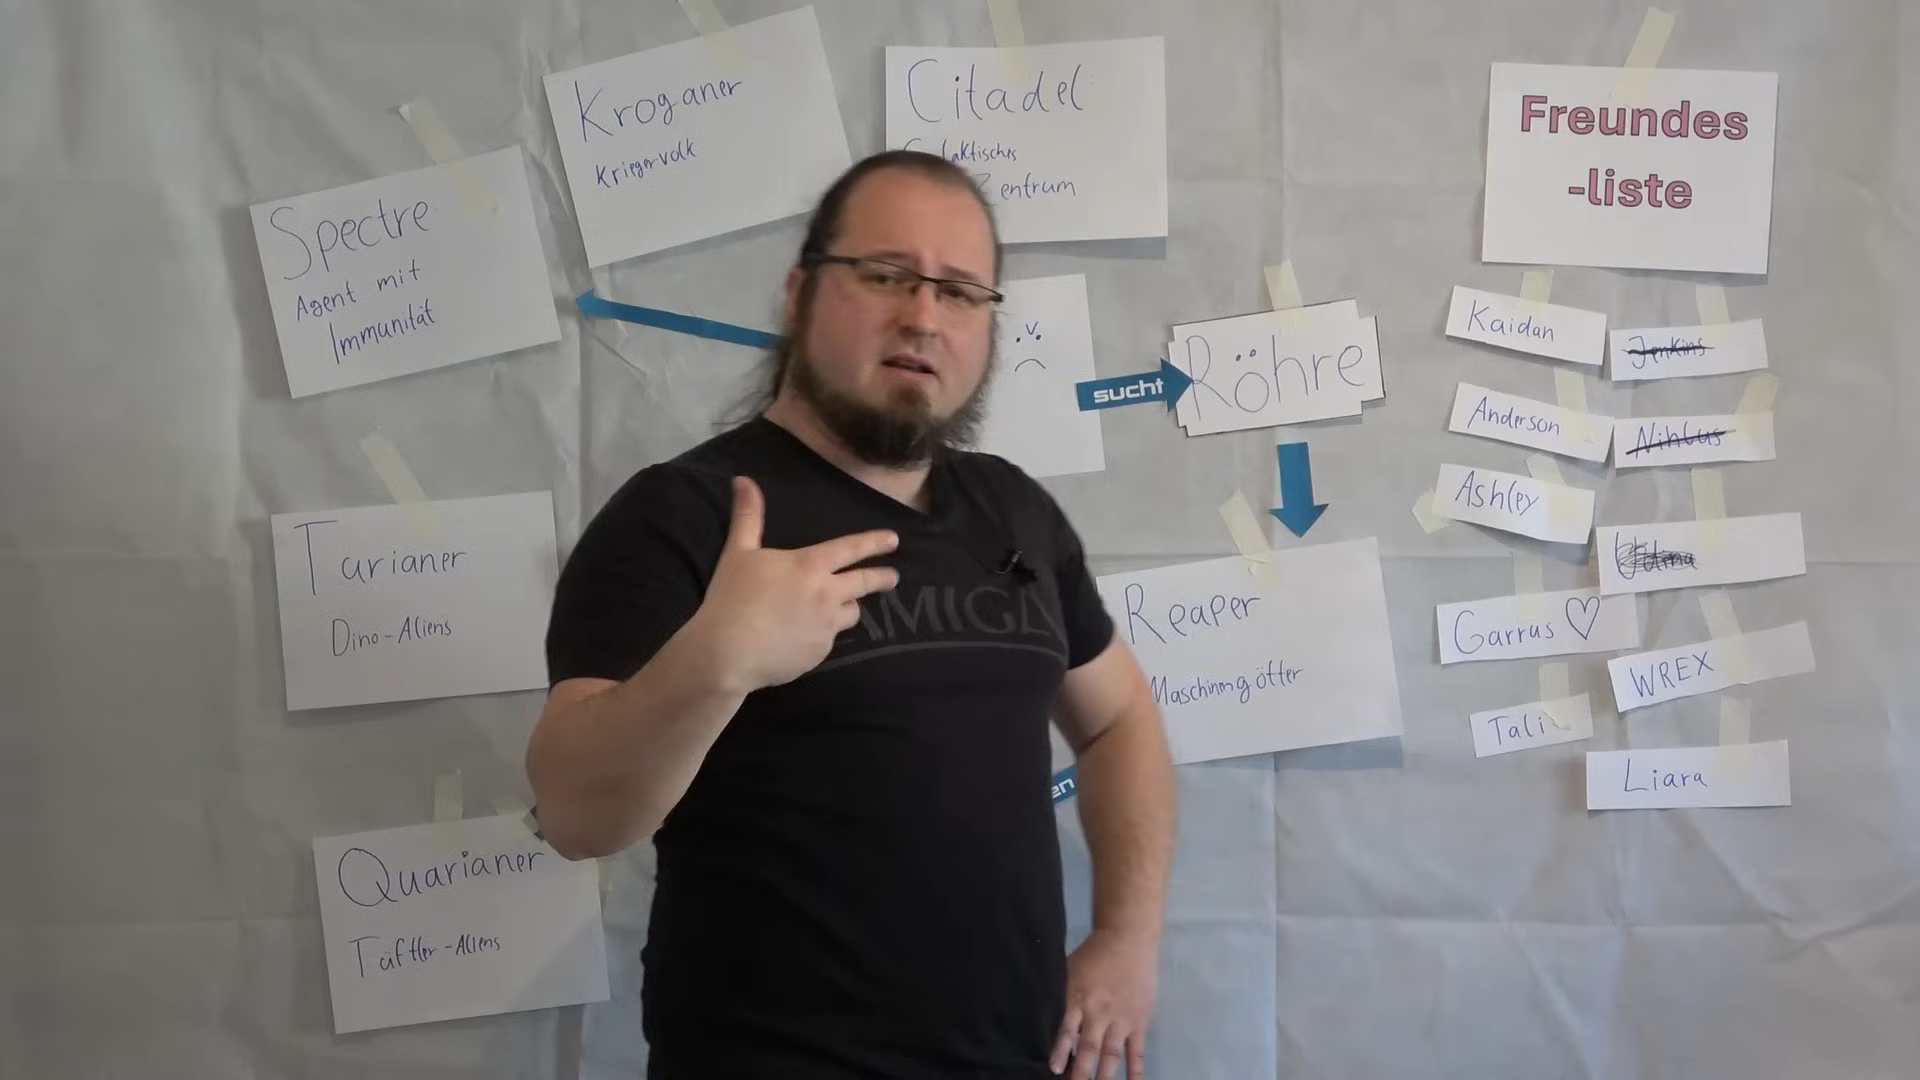 Kroganer
Kriegervolk
Citadel
Zentrum
Spectre
Agent mit
Immunität
sucht
Röhre
Turianer
Dino-Aliens
Reaper
Maschinengötter
Quarianer
Tüftler-Aliens
AMIGA
Freundes
-liste
Kaidan
Jenkins
Anderson
Nihlus
Ashley
Garrus ♡
WREX
Tali
Liara